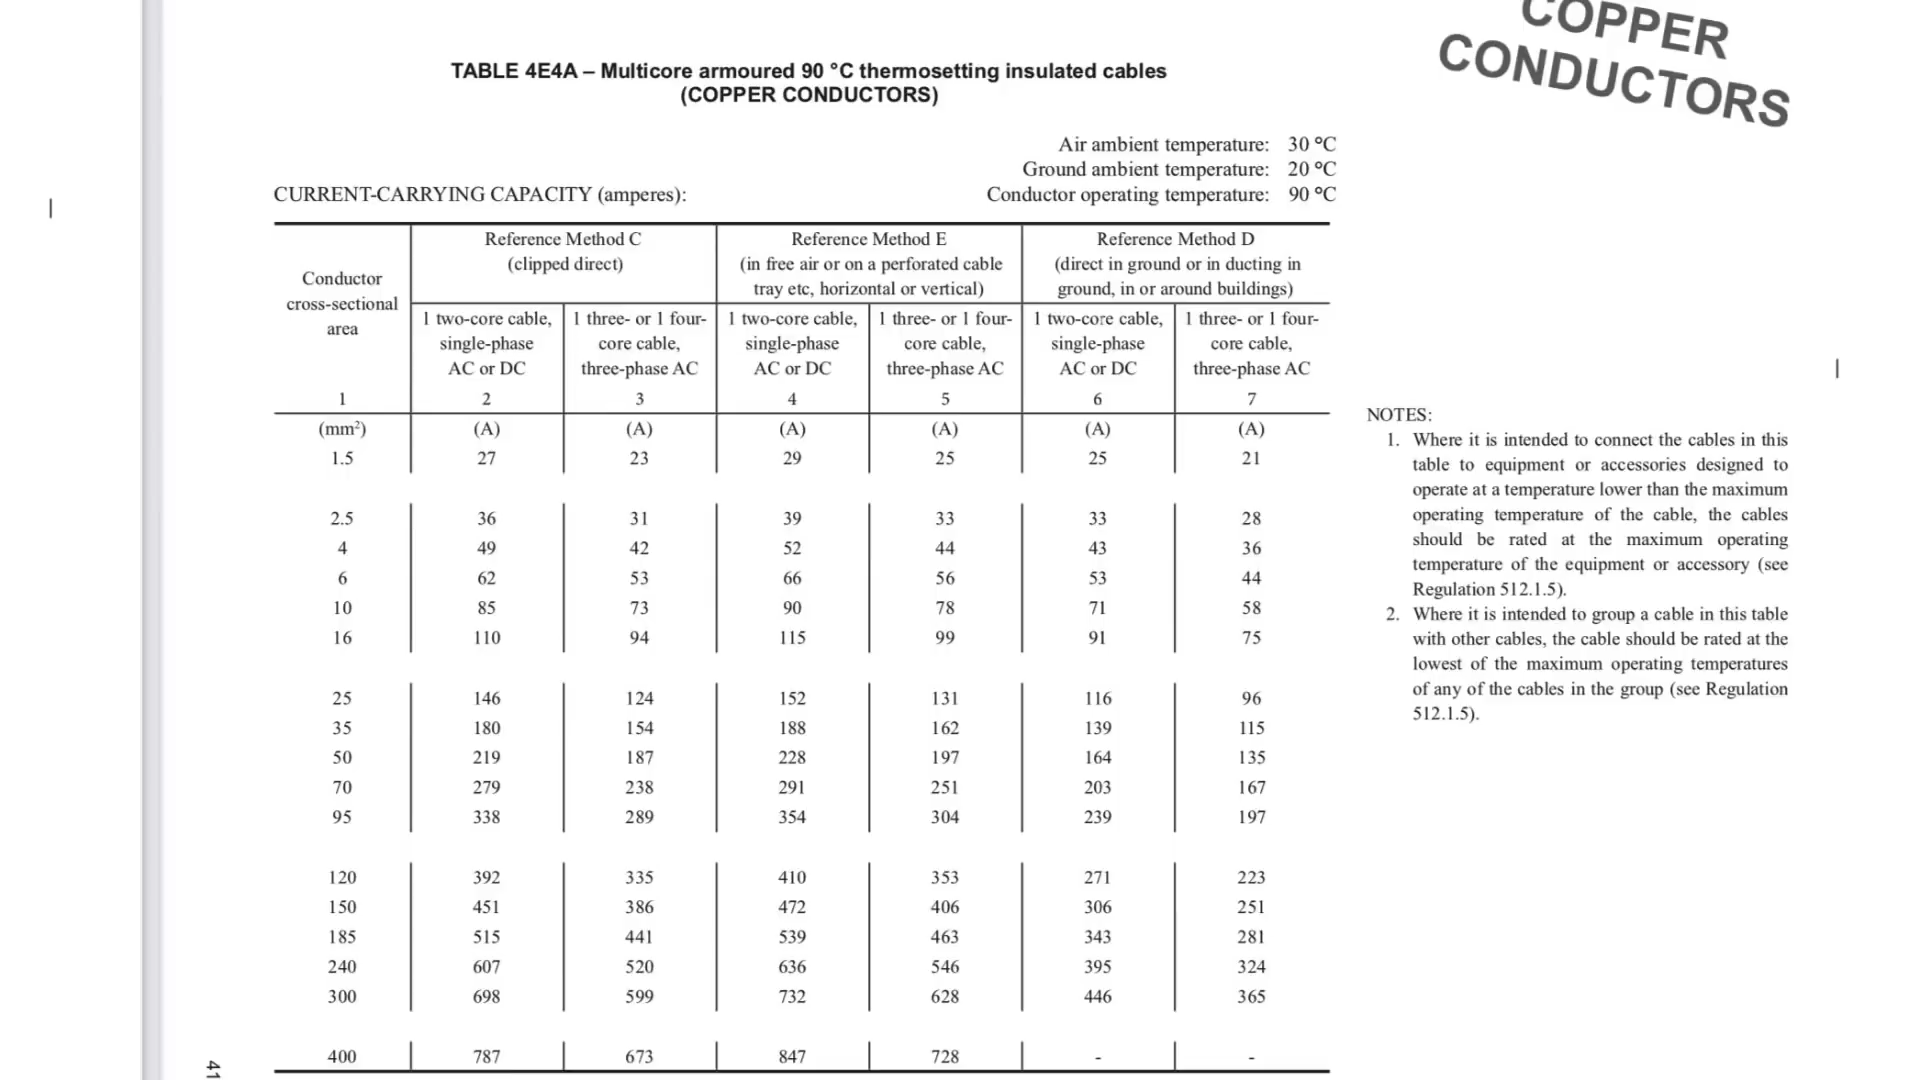 COPPER
CONDUCTORS
TABLE 4E4A – Multicore armoured 90 °C thermosetting insulated cables
(COPPER CONDUCTORS)
Air ambient temperature: 30 °C
Ground ambient temperature: 20 °C
CURRENT-CARRYING CAPACITY (amperes): Conductor operating temperature: 90 °C
Conductor
cross-sectional
area
Reference Method C
(clipped direct)
Reference Method E
(in free air or on a perforated cable
tray etc, horizontal or vertical)
Reference Method D
(direct in ground or in ducting in
ground, in or around buildings)
1 two-core cable,
single-phase
AC or DC
1 three- or 1 four-
core cable,
three-phase AC
1 two-core cable,
single-phase
AC or DC
1 three- or 1 four-
core cable,
three-phase AC
1 two-core cable,
single-phase
AC or DC
1 three- or 1 four-
core cable,
three-phase AC
1 2 3 4 5 6 7
(mm²) (A) (A) (A) (A) (A) (A)
1.5 27 23 29 25 25 21
2.5 36 31 39 33 33 28
4 49 42 52 44 43 36
6 62 53 66 56 53 44
10 85 73 90 78 71 58
16 110 94 115 99 91 75
25 146 124 152 131 116 96
35 180 154 188 162 139 115
50 219 187 228 197 164 135
70 279 238 291 251 203 167
95 338 289 354 304 239 197
120 392 335 410 353 271 223
150 451 386 472 406 306 251
185 515 441 539 463 343 281
240 607 520 636 546 395 324
300 698 599 732 628 446 365
400 787 673 847 728 - -
NOTES:
1. Where it is intended to connect the cables in this
table to equipment or accessories designed to
operate at a temperature lower than the maximum
operating temperature of the cable, the cables
should be rated at the maximum operating
temperature of the equipment or accessory (see
Regulation 512.1.5).
2. Where it is intended to group a cable in this table
with other cables, the cable should be rated at the
lowest of the maximum operating temperatures
of any of the cables in the group (see Regulation
512.1.5).
41